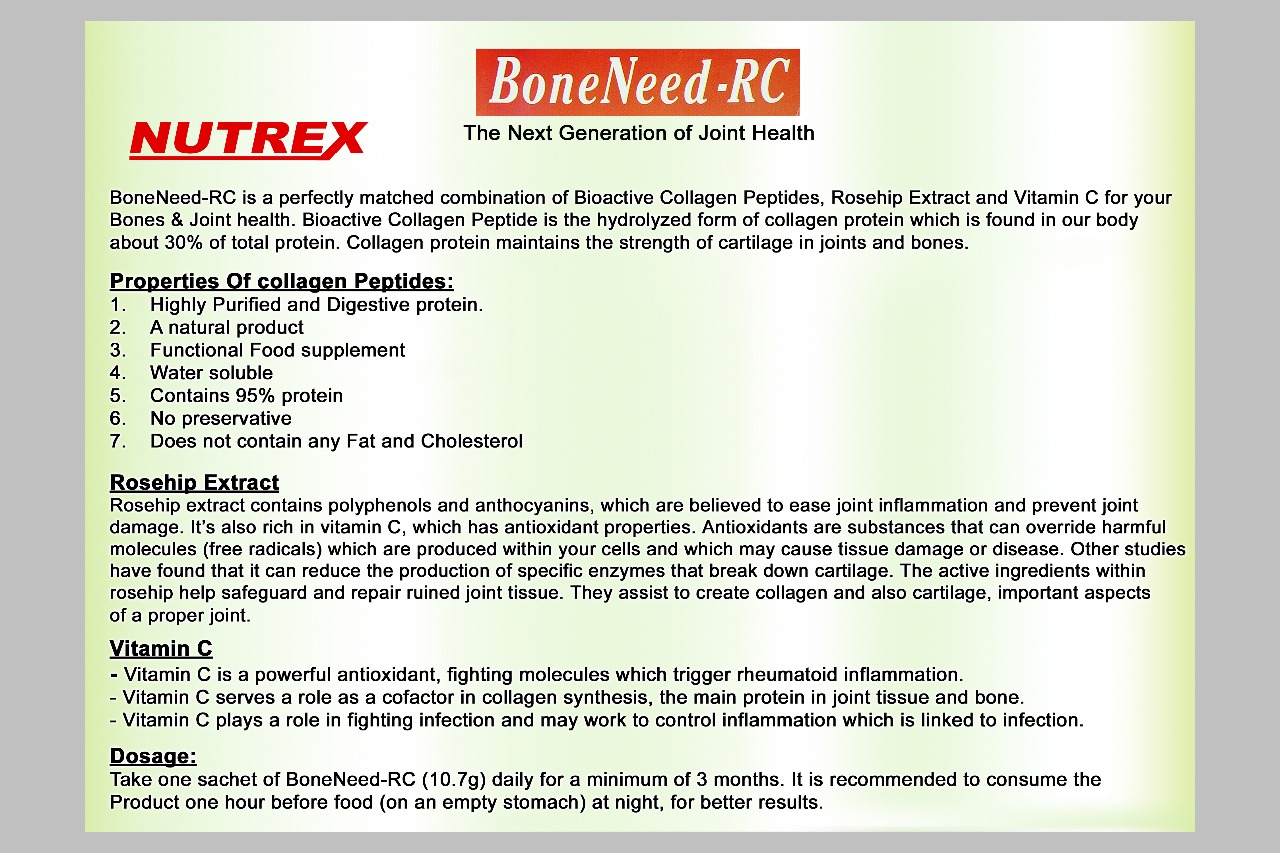 BoneNeed-RC
The Next Generation of Joint Health
NUTREX
BoneNeed-RC is a perfectly matched combination of Bioactive Collagen Peptides, Rosehip Extract and Vitamin C for your
Bones & Joint health. Bioactive Collagen Peptide is the hydrolyzed form of collagen protein which is found in our body
about 30% of total protein. Collagen protein maintains the strength of cartilage in joints and bones.
Properties Of collagen Peptides:
1. Highly Purified and Digestive protein.
2. A natural product
3. Functional Food supplement
4. Water soluble
5. Contains 95% protein
6. No preservative
7. Does not contain any Fat and Cholesterol
Rosehip Extract
Rosehip extract contains polyphenols and anthocyanins, which are believed to ease joint inflammation and prevent joint
damage. It's also rich in vitamin C, which has antioxidant properties. Antioxidants are substances that can override harmful
molecules (free radicals) which are produced within your cells and which may cause tissue damage or disease. Other studies
have found that it can reduce the production of specific enzymes that break down cartilage. The active ingredients within
rosehip help safeguard and repair ruined joint tissue. They assist to create collagen and also cartilage, important aspects
of a proper joint.
Vitamin C
- Vitamin C is a powerful antioxidant, fighting molecules which trigger rheumatoid inflammation.
- Vitamin C serves a role as a cofactor in collagen synthesis, the main protein in joint tissue and bone.
- Vitamin C plays a role in fighting infection and may work to control inflammation which is linked to infection.
Dosage:
Take one sachet of BoneNeed-RC (10.7g) daily for a minimum of 3 months. It is recommended to consume the
Product one hour before food (on an empty stomach) at night, for better results.